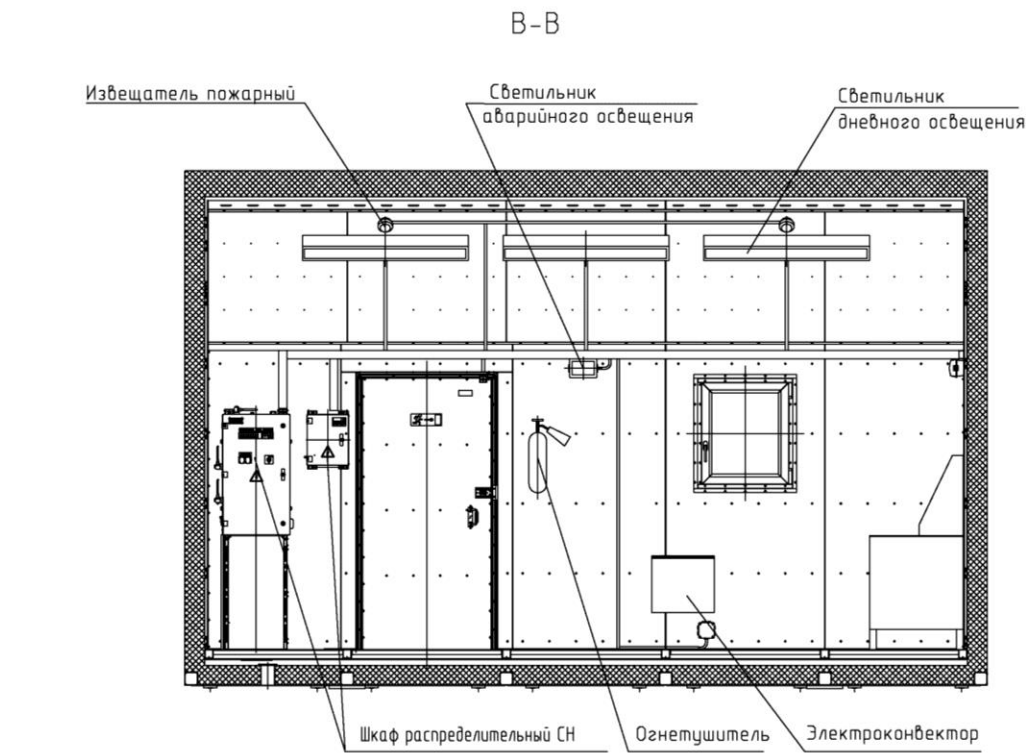 В-В
Извещатель пожарный
Светильник
аварийного освещения
Светильник
дневного освещения
Шкаф распределительный СН
Огнетушитель
Электроконвектор